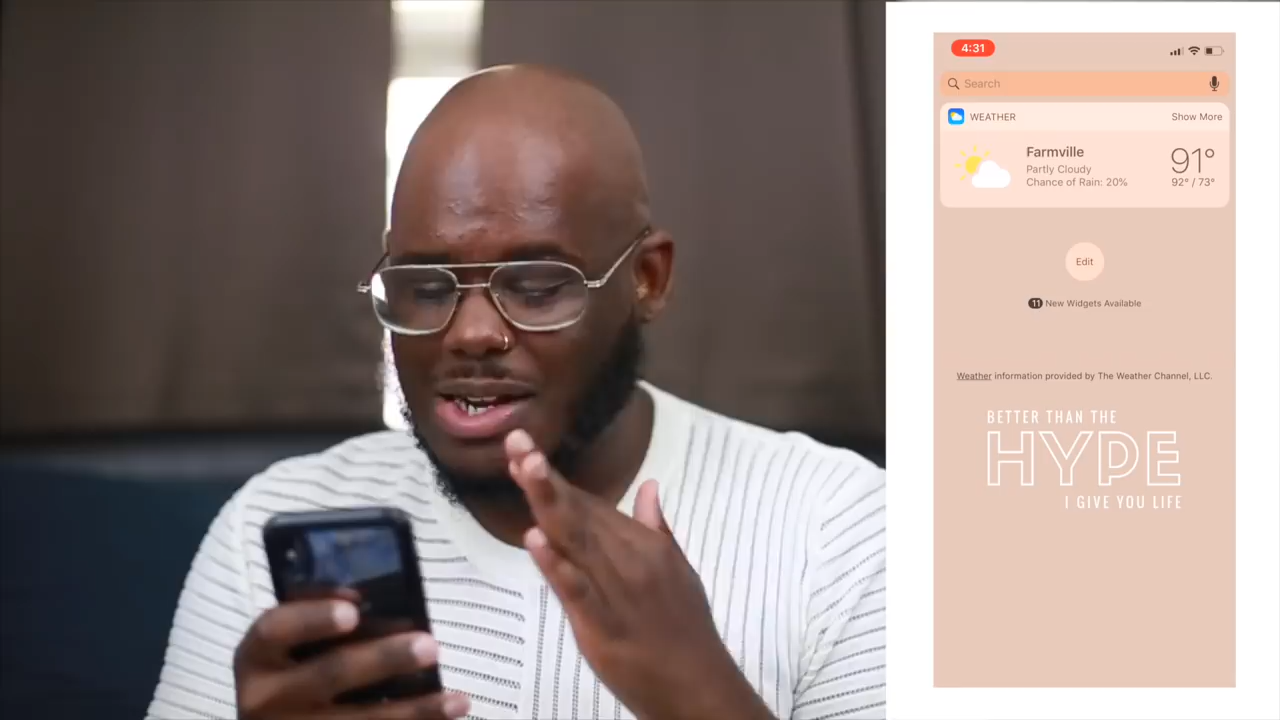 4:31
Search
WEATHER Show More
Farmville 91°
Partly Cloudy
Chance of Rain: 20% 92° / 73°
Edit
11 New Widgets Available
Weather information provided by The Weather Channel, LLC.
BETTER THAN THE
HYPE
I GIVE YOU LIFE